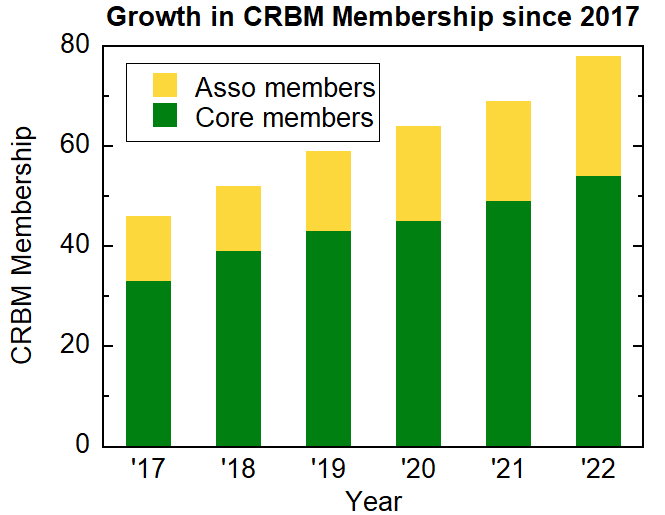 Growth in CRBM Membership since 2017
80
60
40
20
0
CRBM Membership
Asso members
Core members
'17 '18 '19 '20 '21 '22
Year